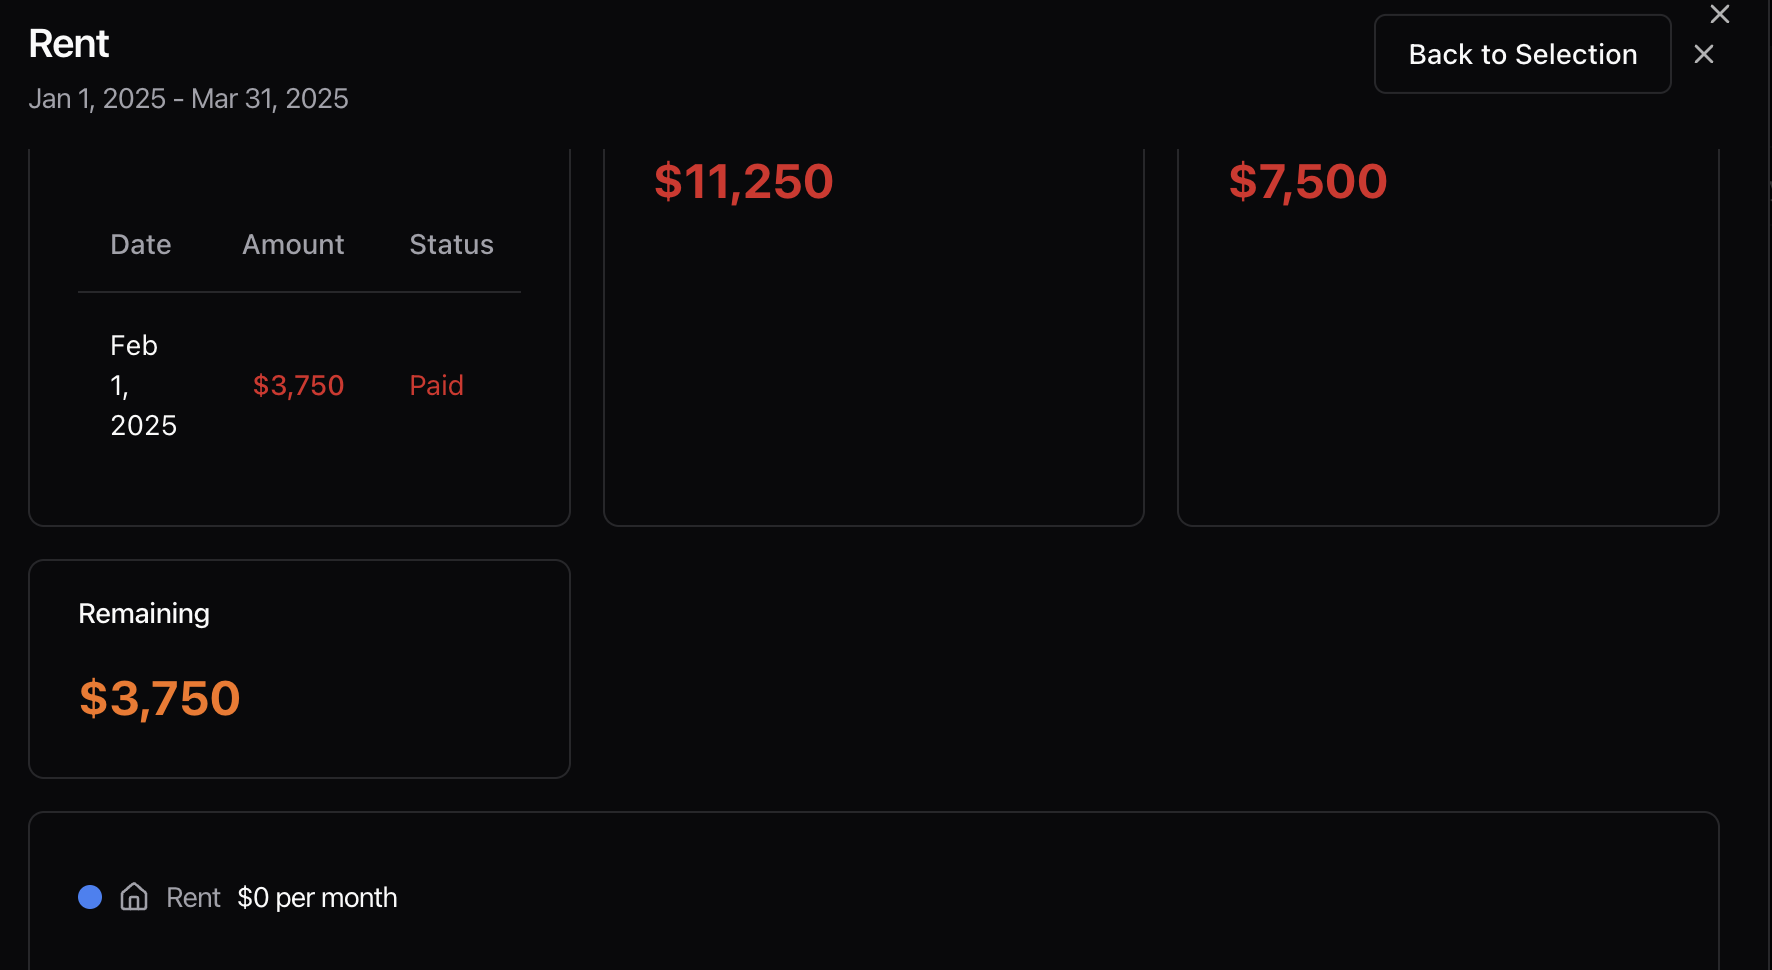 Rent
Back to Selection
Jan 1, 2025 - Mar 31, 2025
$11,250
$7,500
Date Amount Status
Feb
1,
2025
$3,750 Paid
Remaining
$3,750
Rent $0 per month